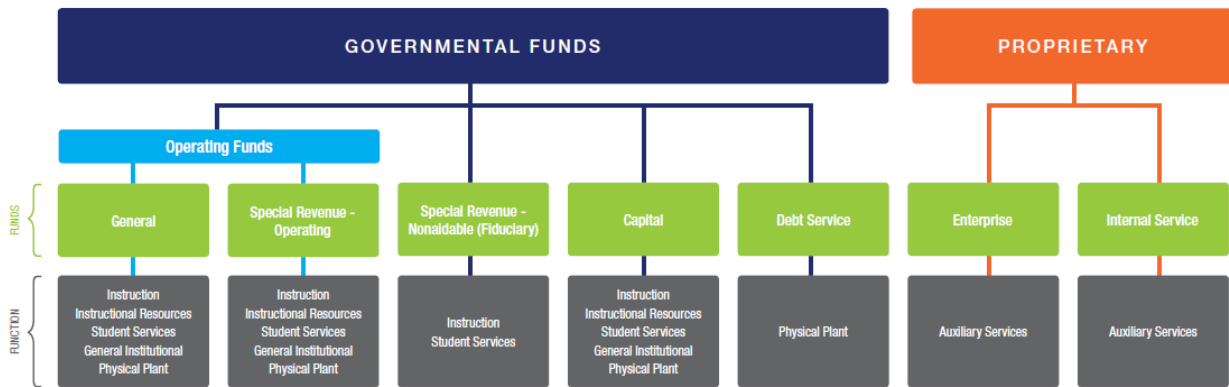 GOVERNMENTAL FUNDS
PROPRIETARY
Operating Funds
FUNDS
General
Special Revenue -
Operating
Special Revenue -
Nonaidable (Fiduciary)
Capital
Debt Service
Enterprise
Internal Service
FUNCTION
Instruction
Instructional Resources
Student Services
General Institutional
Physical Plant
Instruction
Instructional Resources
Student Services
General Institutional
Physical Plant
Instruction
Student Services
Instruction
Instructional Resources
Student Services
General Institutional
Physical Plant
Physical Plant
Auxiliary Services
Auxiliary Services